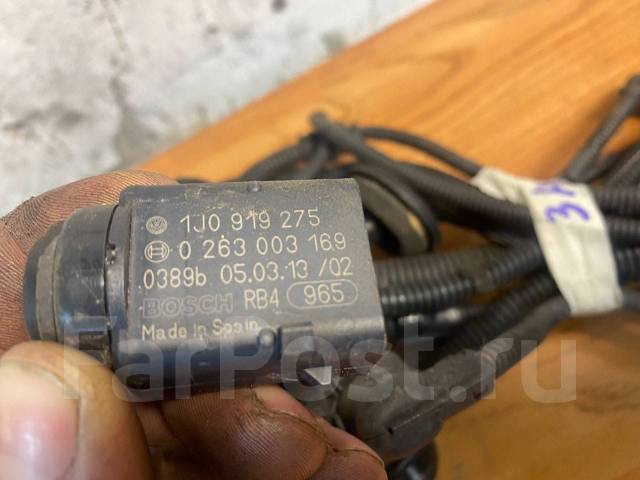 1J0 919 275
0 263 003 169
0389b 05.03.13 /02
BOSCH RB4 965
Made in Spain
FarPost.ru